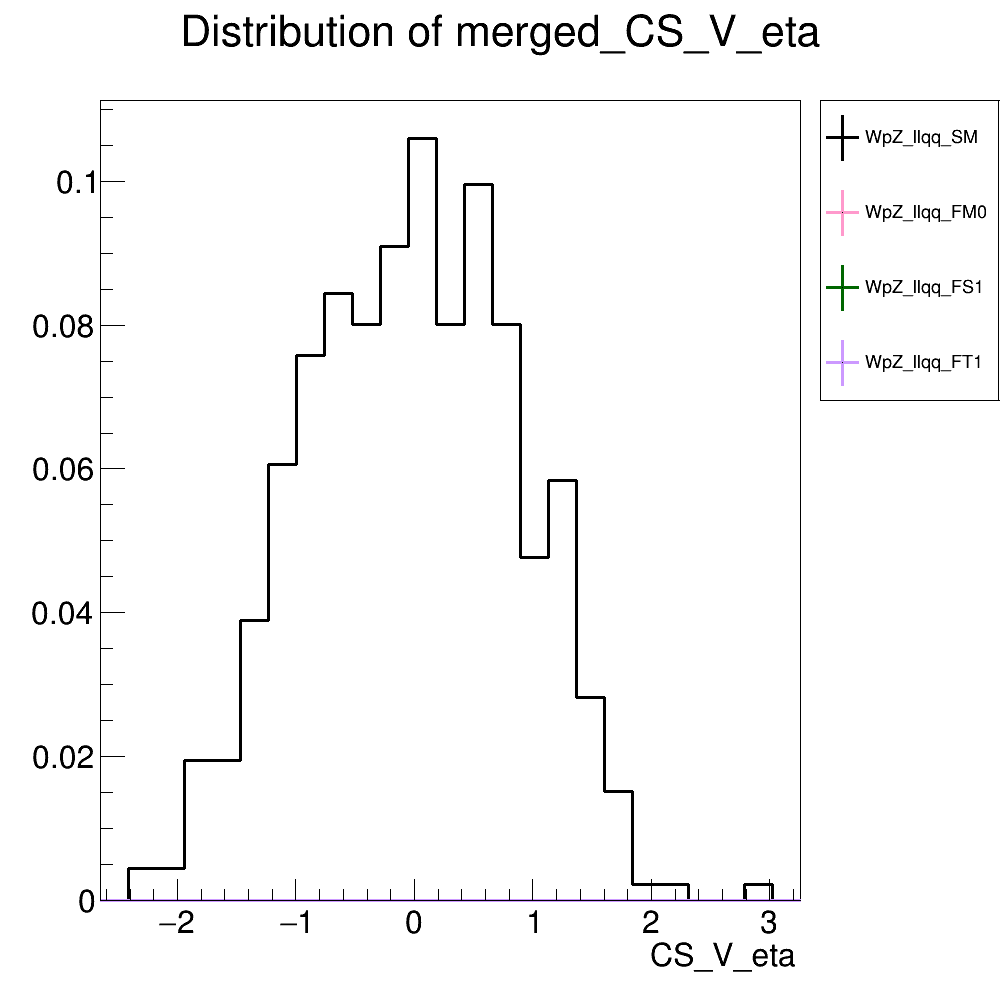 Distribution of merged_CS_V_eta
WpZ_llqq_SM
WpZ_llqq_FM0
WpZ_llqq_FS1
WpZ_llqq_FT1
0.1
0.08
0.06
0.04
0.02
0
−2 −1 0 1 2 3
CS_V_eta